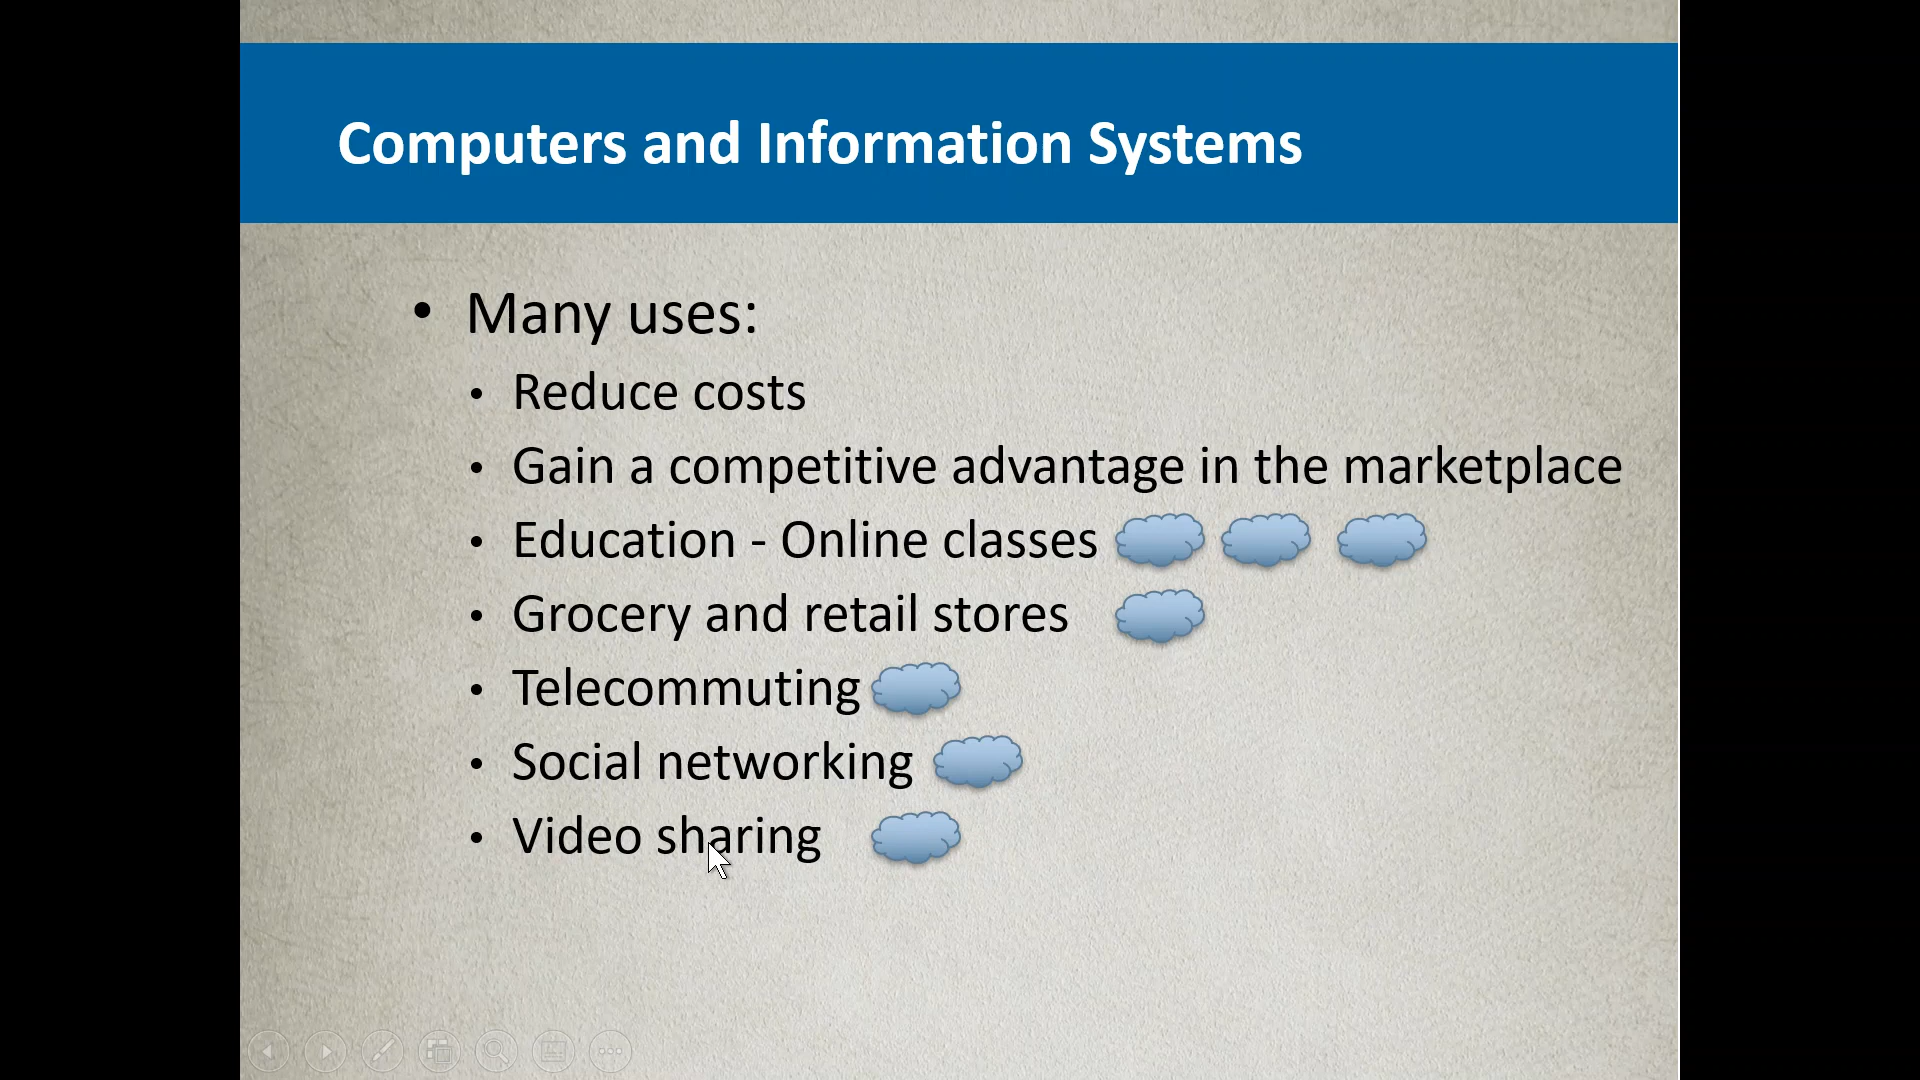 Computers and Information Systems
• Many uses:
• Reduce costs
• Gain a competitive advantage in the marketplace
• Education - Online classes
• Grocery and retail stores
• Telecommuting
• Social networking
• Video sharing